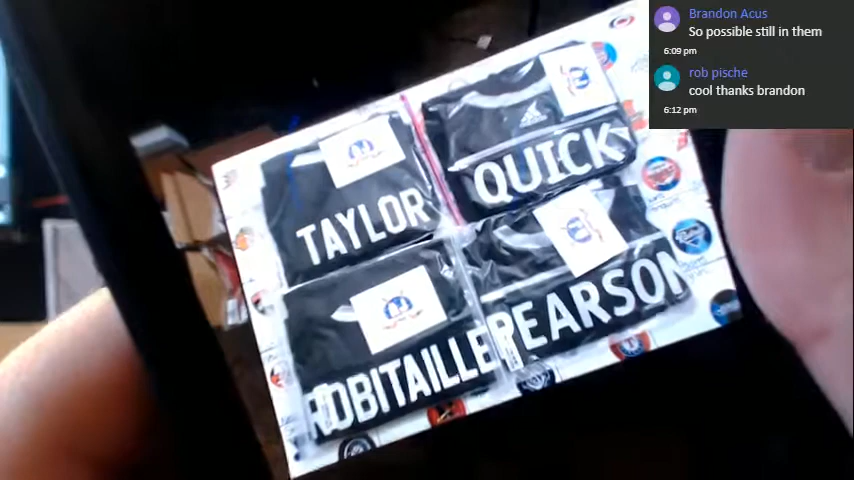 Brandon Acus
So possible still in them
6:09 pm
rob pische
cool thanks brandon
6:12 pm
TAYLOR
QUICK
ROBITAILLE
PEARSON